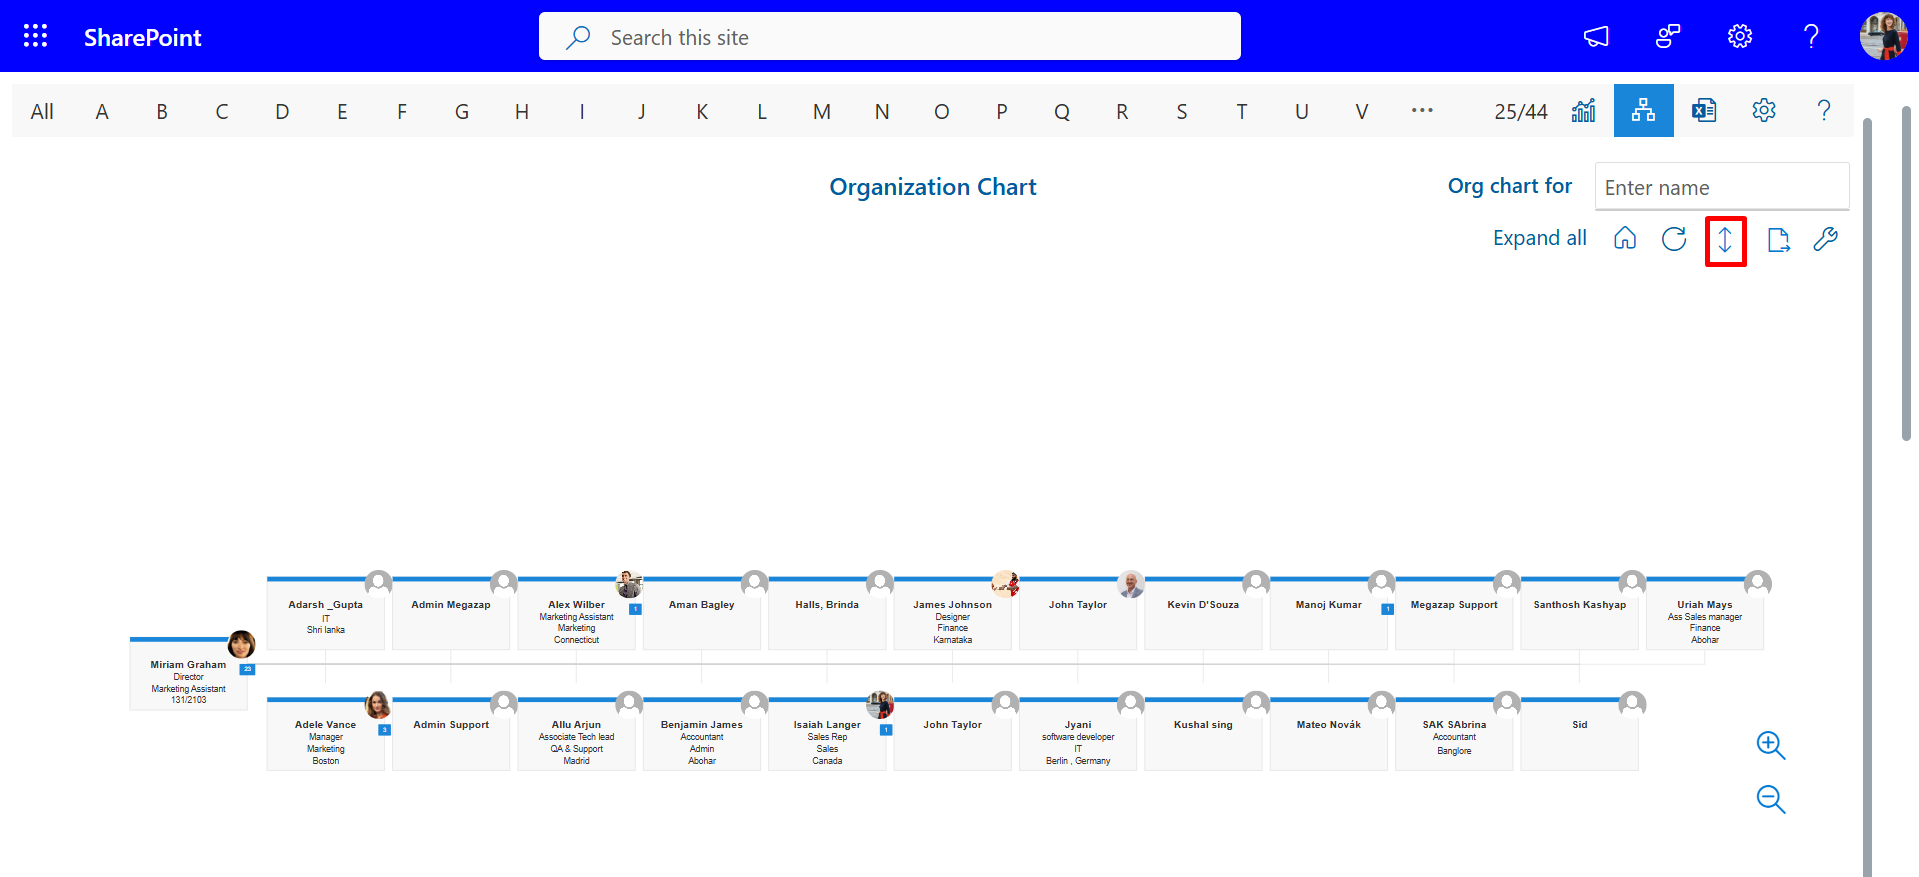 SharePoint
Search this site
All A B C D E F G H I J K L M N O P Q R S T U V ··· 25/44
Organization Chart
Org chart for
Enter name
Expand all
Miriam Graham
Director
Marketing Assistant
131/2103
23
Adarsh _Gupta
IT
Shri lanka
Admin Megazap
Alex Wilber
Marketing Assistant
Marketing
Connecticut
1
Aman Bagley
Halls, Brinda
James Johnson
Designer
Finance
Karnataka
John Taylor
Kevin D'Souza
Manoj Kumar
1
Megazap Support
Santhosh Kashyap
Uriah Mays
Ass Sales manager
Finance
Abohar
Adele Vance
Manager
Marketing
Boston
3
Admin Support
Allu Arjun
Associate Tech lead
QA & Support
Madrid
Benjamin James
Accountant
Admin
Abohar
Isaiah Langer
Sales Rep
Sales
Canada
1
John Taylor
Jyani
software developer
IT
Berlin , Germany
Kushal sing
Mateo Novák
SAK SAbrina
Accountant
Banglore
Sid